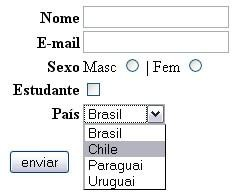 Nome
E-mail
Sexo Masc | Fem
Estudante
País Brasil
Brasil
Chile
Paraguai
Uruguai
enviar